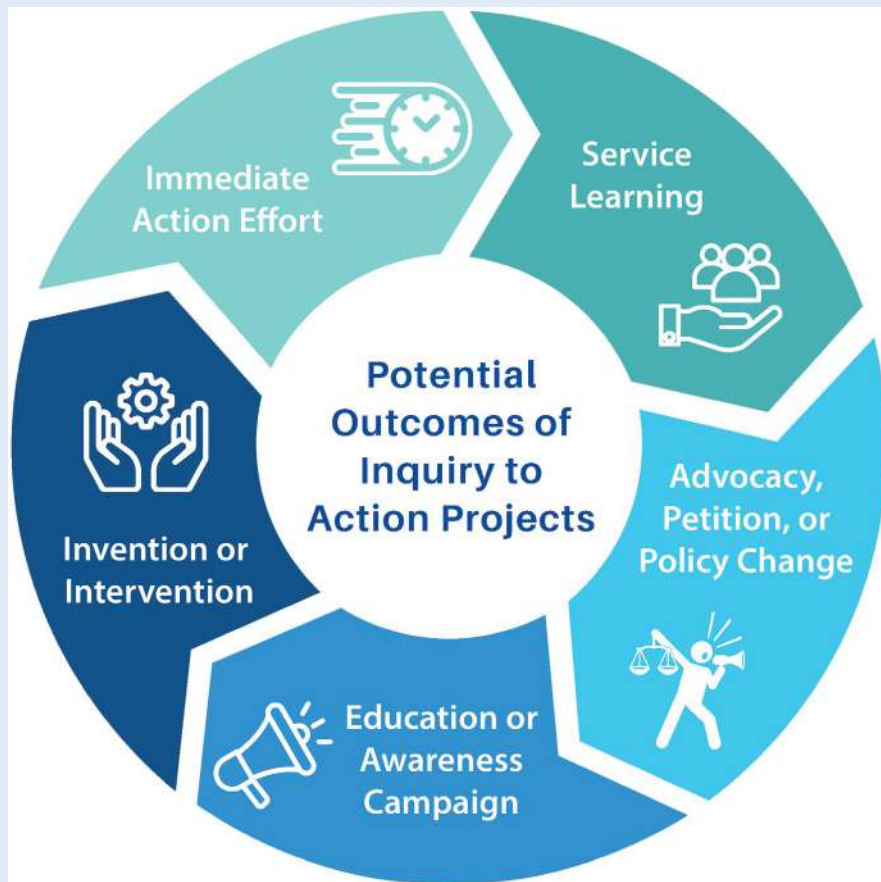 Potential
Outcomes of
Inquiry to
Action Projects
Immediate
Action Effort
Service
Learning
Advocacy,
Petition, or
Policy Change
Education or
Awareness
Campaign
Invention or
Intervention